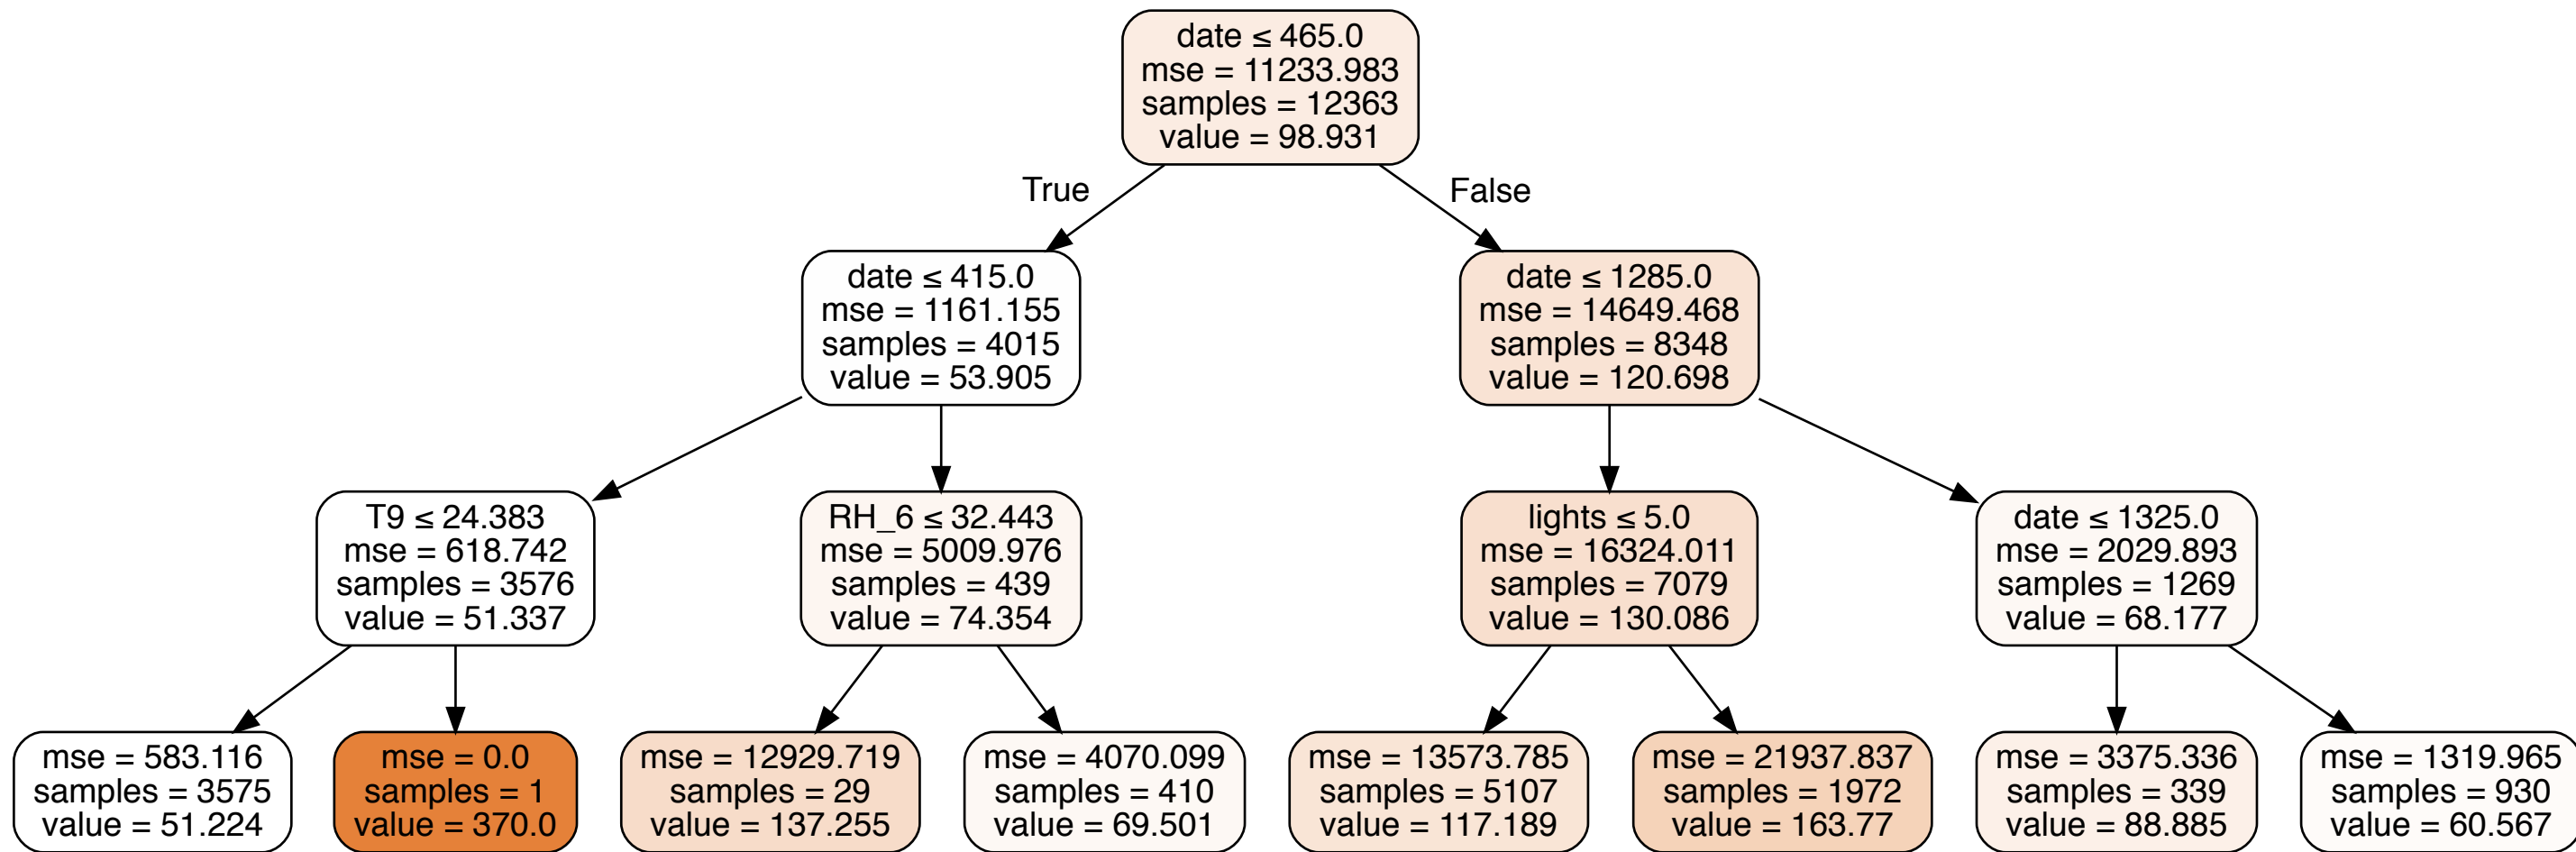 date ≤ 465.0
mse = 11233.983
samples = 12363
value = 98.931
True
False
date ≤ 415.0
mse = 1161.155
samples = 4015
value = 53.905
date ≤ 1285.0
mse = 14649.468
samples = 8348
value = 120.698
T9 ≤ 24.383
mse = 618.742
samples = 3576
value = 51.337
RH_6 ≤ 32.443
mse = 5009.976
samples = 439
value = 74.354
lights ≤ 5.0
mse = 16324.011
samples = 7079
value = 130.086
date ≤ 1325.0
mse = 2029.893
samples = 1269
value = 68.177
mse = 583.116
samples = 3575
value = 51.224
mse = 0.0
samples = 1
value = 370.0
mse = 12929.719
samples = 29
value = 137.255
mse = 4070.099
samples = 410
value = 69.501
mse = 13573.785
samples = 5107
value = 117.189
mse = 21937.837
samples = 1972
value = 163.77
mse = 3375.336
samples = 339
value = 88.885
mse = 1319.965
samples = 930
value = 60.567